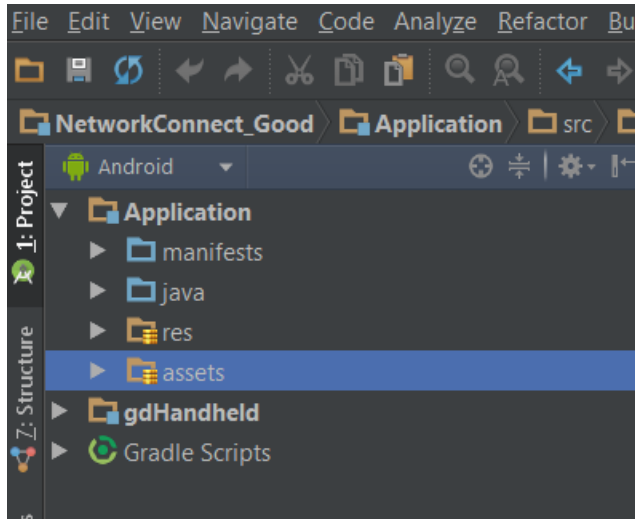 File Edit View Navigate Code Analyze Refactor Bu
NetworkConnect_Good Application src
1: Project
Android
Application
manifests
java
res
assets
7: Structure
gdHandheld
Gradle Scripts